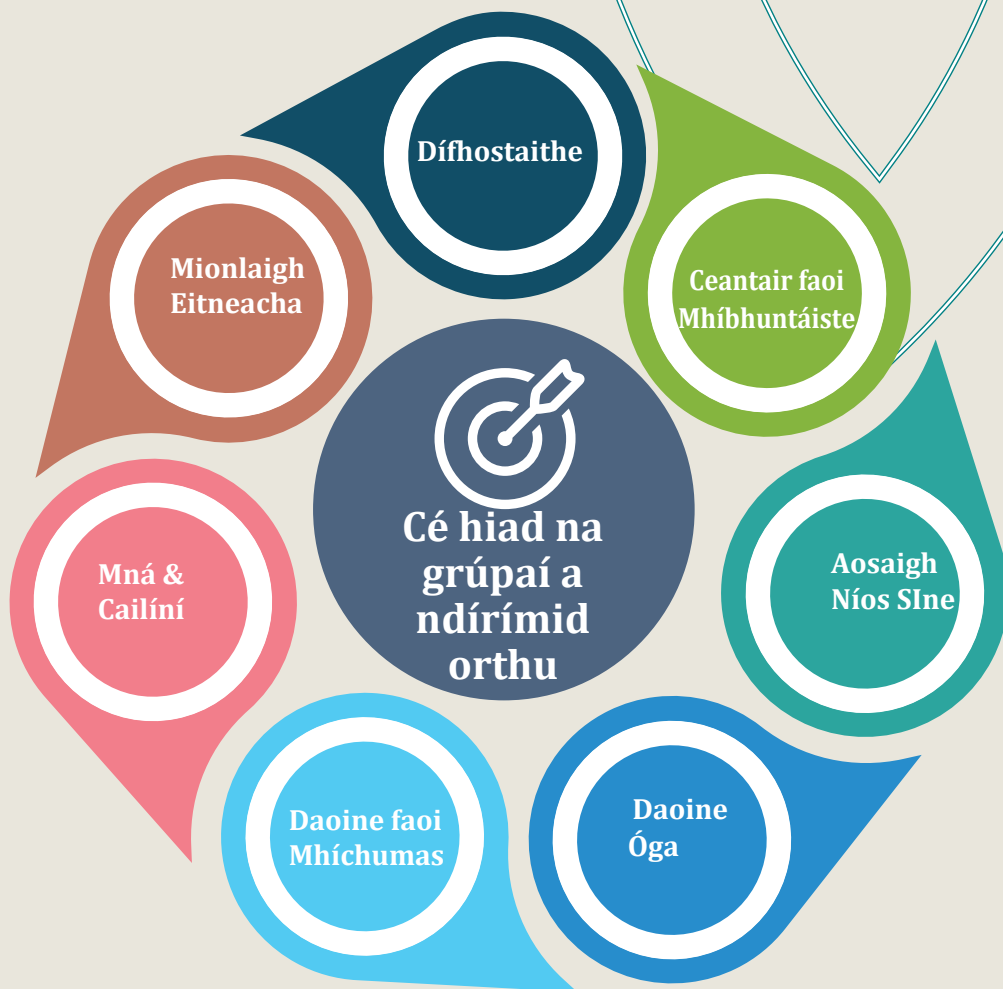 Dífhostaithe
Ceantair faoi
Mhíbhuntáiste
Aosaigh
Níos SIne
Daoine
Óga
Daoine faoi
Mhíchumas
Mná &
Cailíní
Mionlaigh
Eitneacha
Cé hiad na
grúpaí a
ndírímid
orthu